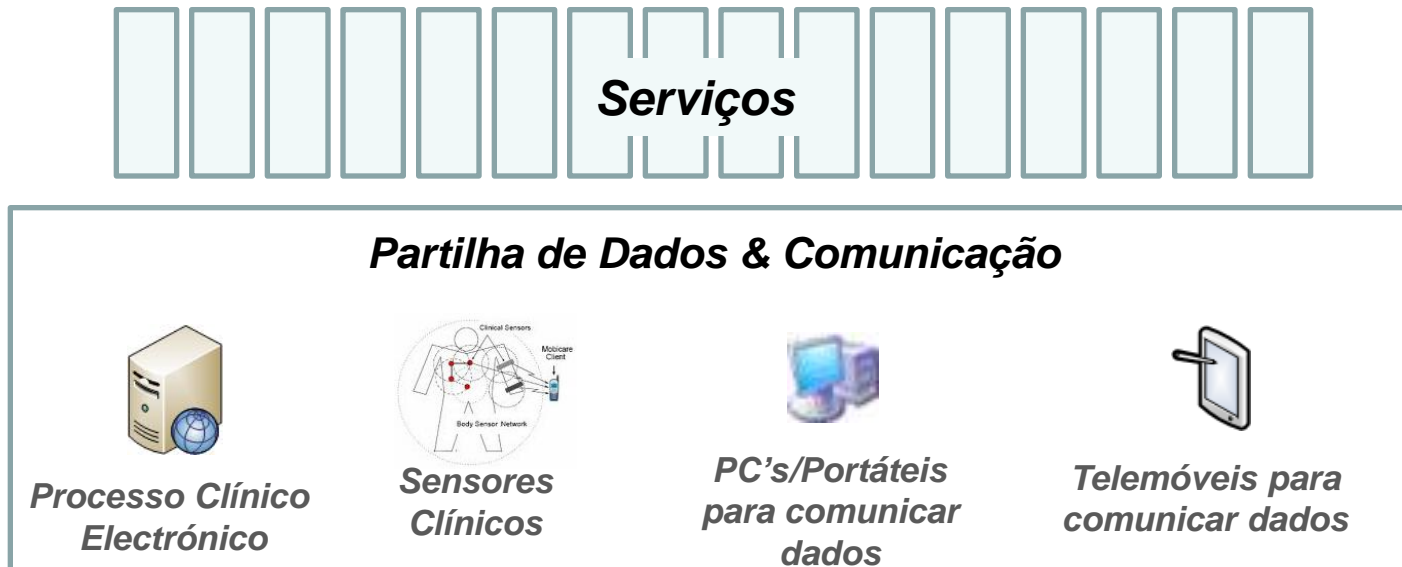 Serviços
Partilha de Dados & Comunicação
Clinical Sensors
Mobicare
Client
Body Sensor Network
Processo Clínico
Electrónico
Sensores
Clínicos
PC's/Portáteis
para comunicar
dados
Telemóveis para
comunicar dados